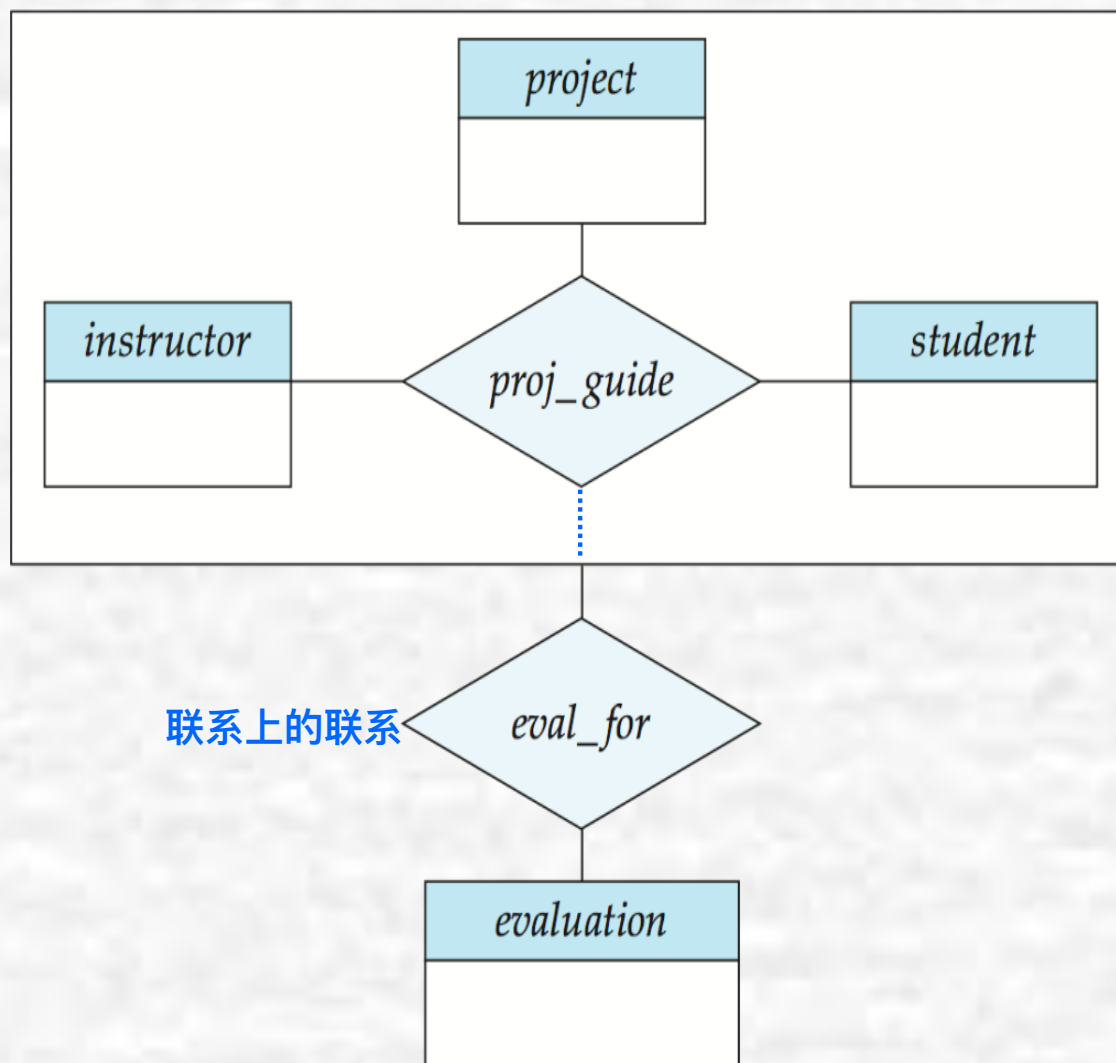 project
instructor
proj_guide
student
联系上的联系
eval_for
evaluation